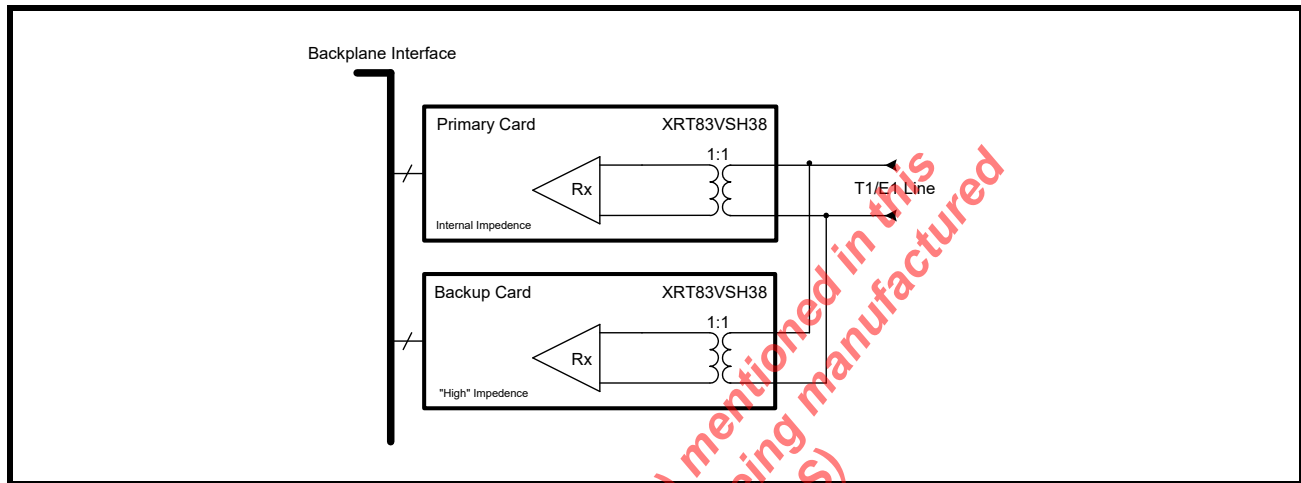 Backplane Interface
Primary Card
XRT83VSH38
1:1
Rx
T1/E1 Line
Internal Impedence
Backup Card
XRT83VSH38
1:1
Rx
"High" Impedence
mentioned in this
being manufactured